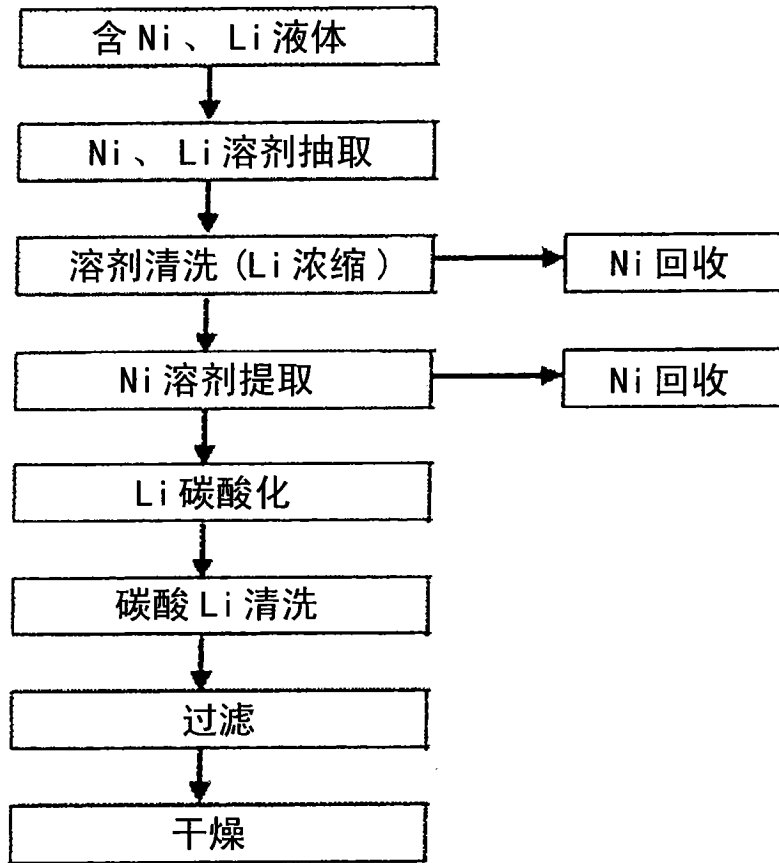 含Ni、Li液体
Ni、Li溶剂抽取
溶剂清洗(Li浓缩)
Ni回收
Ni溶剂提取
Ni回收
Li碳酸化
碳酸Li清洗
过滤
干燥